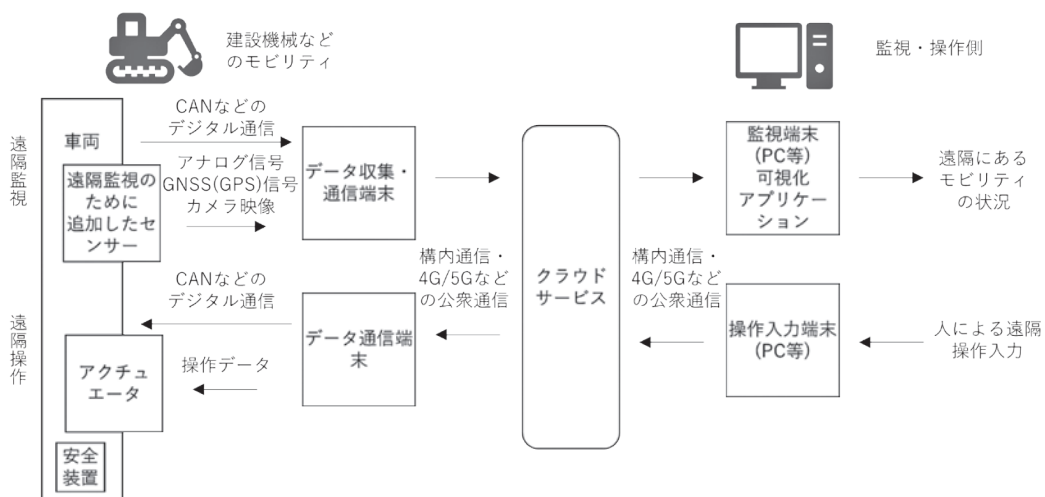 建設機械など
のモビリティ
監視・操作側
遠隔監視
車両
CANなどの
デジタル通信
遠隔監視の
ために
追加したセ
ンサー
アナログ信号
GNSS(GPS)信号
カメラ映像
データ収集・
通信端末
監視端末
(PC等)
可視化
アプリケー
ション
遠隔にある
モビリティ
の状況
構内通信・
4G/5Gなど
の公衆通信
クラウド
サービス
構内通信・
4G/5Gなど
の公衆通信
遠隔操作
CANなどの
デジタル通信
アクチュ
エータ
操作データ
データ通信端
末
操作入力端末
(PC等)
人による遠隔
操作入力
安全
装置